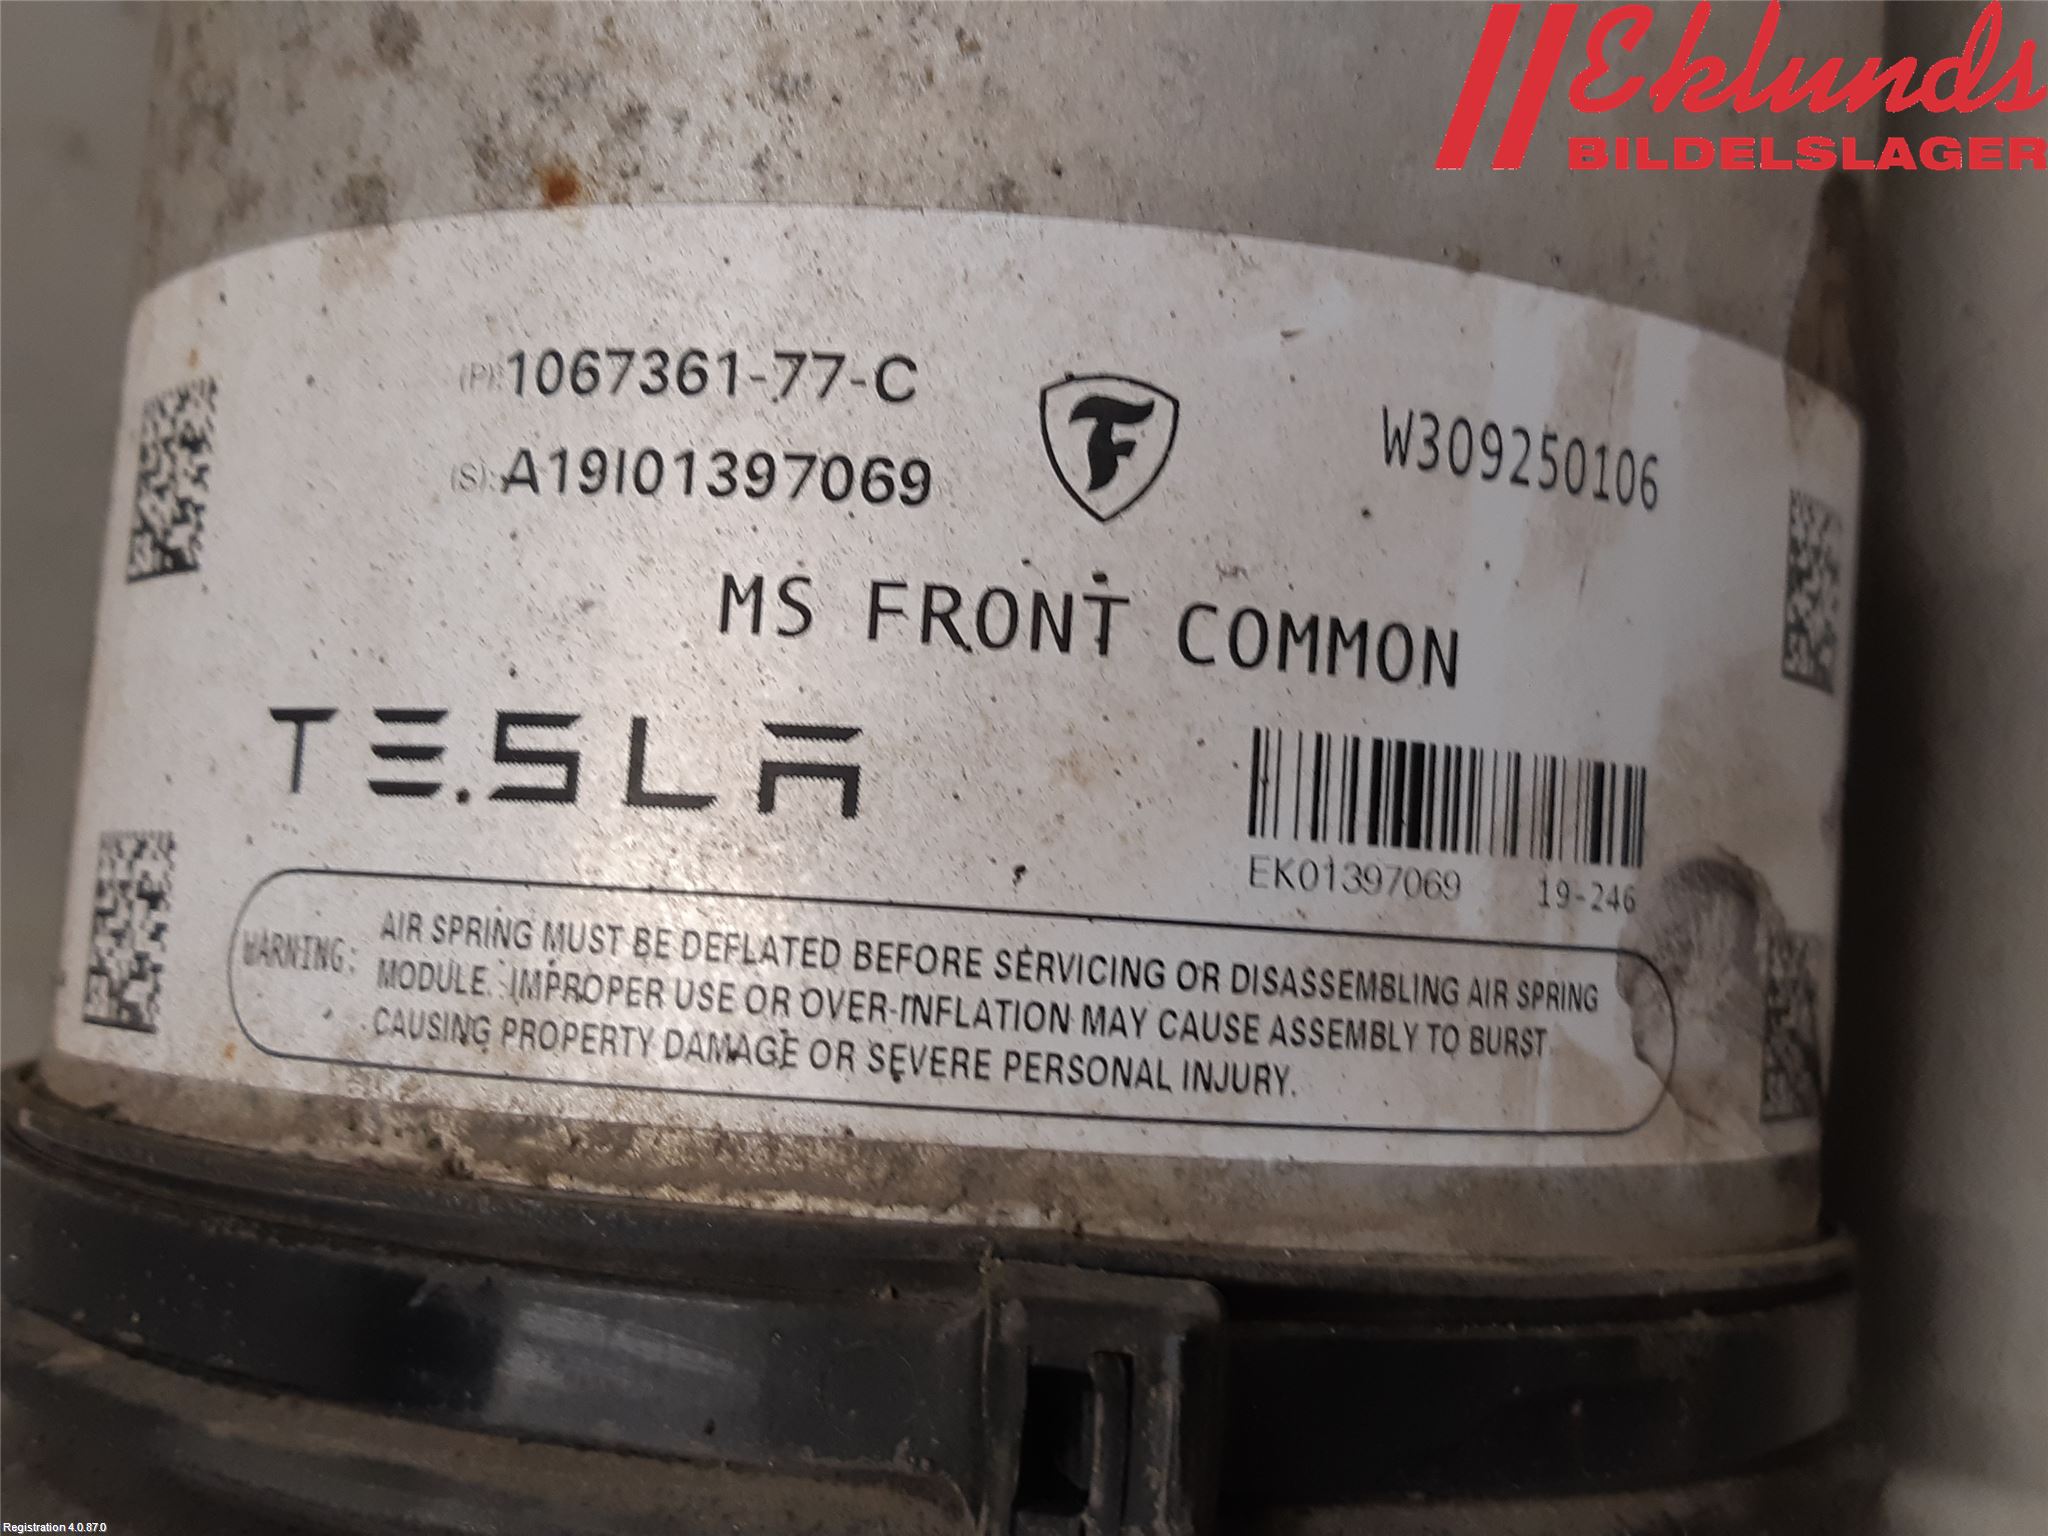 Eklunds
BILDELSLAGER
(P):1067361-77-C
(S):A19I01397069
F
W309250106
MS FRONT COMMON
TESLA
EK01397069 19-246
WARNING: AIR SPRING MUST BE DEFLATED BEFORE SERVICING OR DISASSEMBLING AIR SPRING
MODULE. IMPROPER USE OR OVER-INFLATION MAY CAUSE ASSEMBLY TO BURST
CAUSING PROPERTY DAMAGE OR SEVERE PERSONAL INJURY.
Registration 4.0.87.0